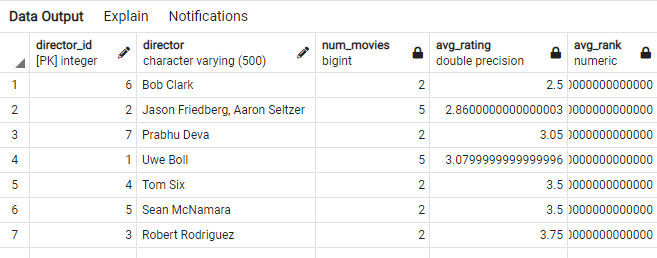 Data Output Explain Notifications
director_id director num_movies avg_rating avg_rank
[PK] integer character varying (500) bigint double precision numeric
1 6 Bob Clark 2 2.5
2 2 Jason Friedberg, Aaron Seltzer 5 2.8600000000000003
3 7 Prabhu Deva 2 3.05
4 1 Uwe Boll 5 3.0799999999999996
5 4 Tom Six 2 3.5
6 5 Sean McNamara 2 3.5
7 3 Robert Rodriguez 2 3.75